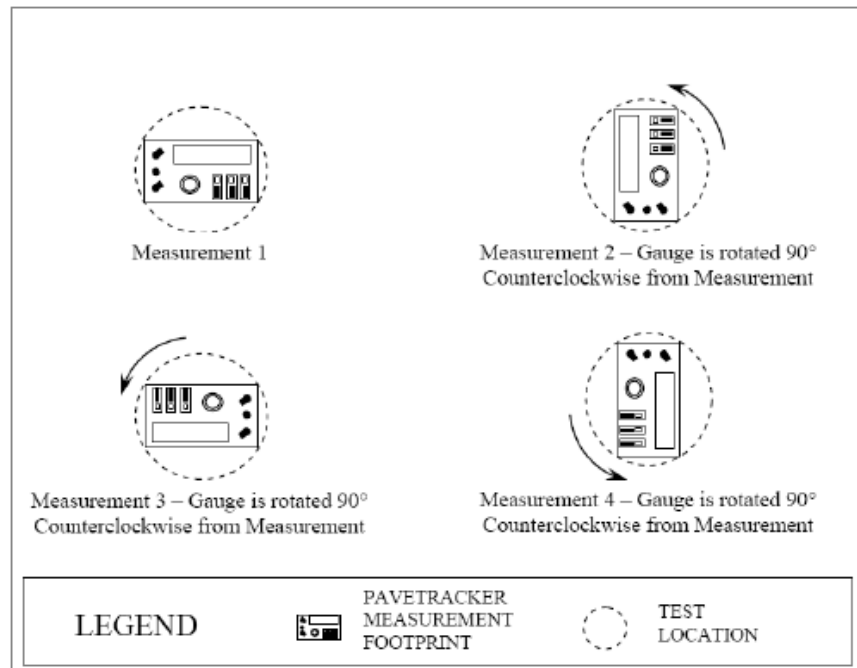 Measurement 1
Measurement 2 – Gauge is rotated 90°
Counterclockwise from Measurement
Measurement 3 – Gauge is rotated 90°
Counterclockwise from Measurement
Measurement 4 – Gauge is rotated 90°
Counterclockwise from Measurement
LEGEND
PAVETRACKER
MEASUREMENT
FOOTPRINT
TEST
LOCATION